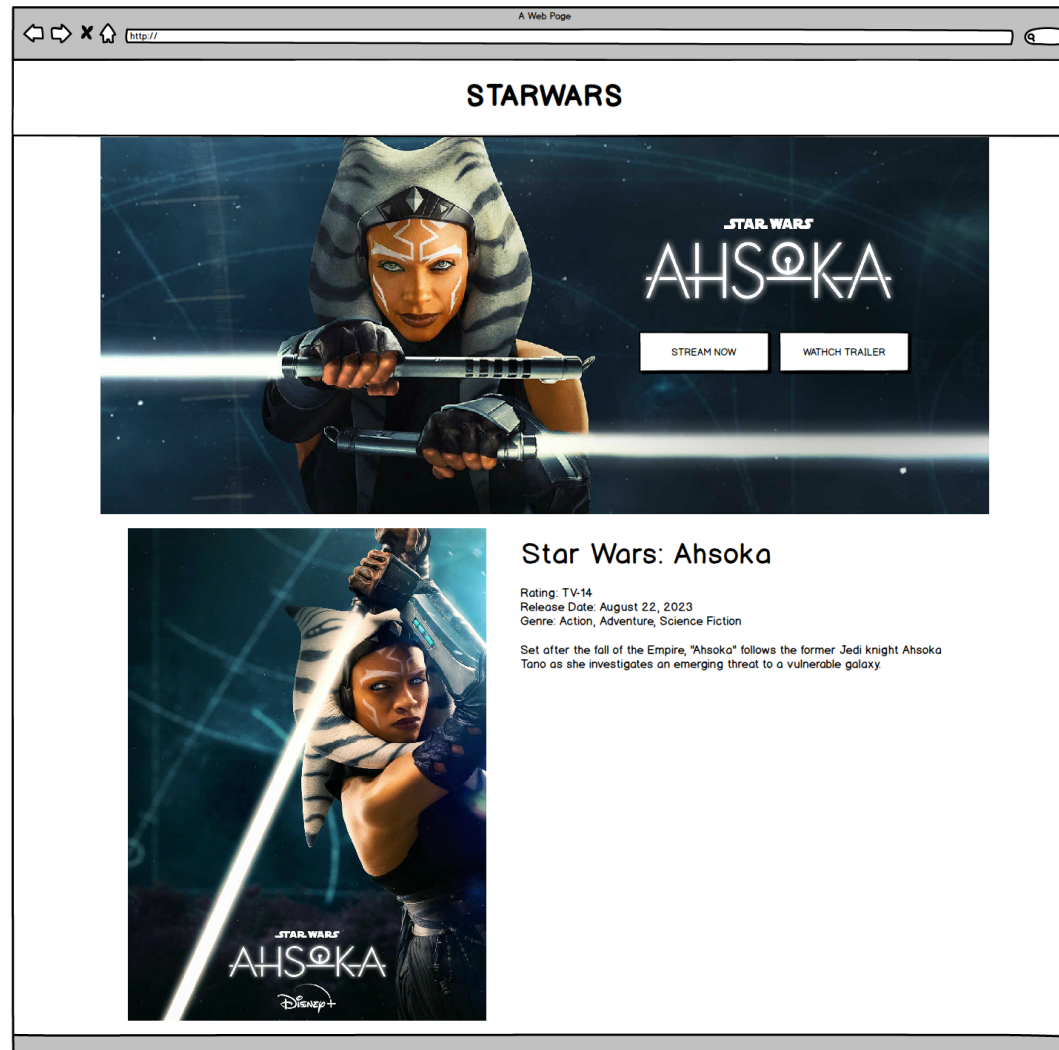 A Web Page
http://
STARWARS
STAR WARS
AHSOKA
STREAM NOW
WATHCH TRAILER
Star Wars: Ahsoka
Rating: TV-14
Release Date: August 22, 2023
Genre: Action, Adventure, Science Fiction
Set after the fall of the Empire, "Ahsoka" follows the former Jedi knight Ahsoka
Tano as she investigates an emerging threat to a vulnerable galaxy.
STAR WARS
AHSOKA
Disney+